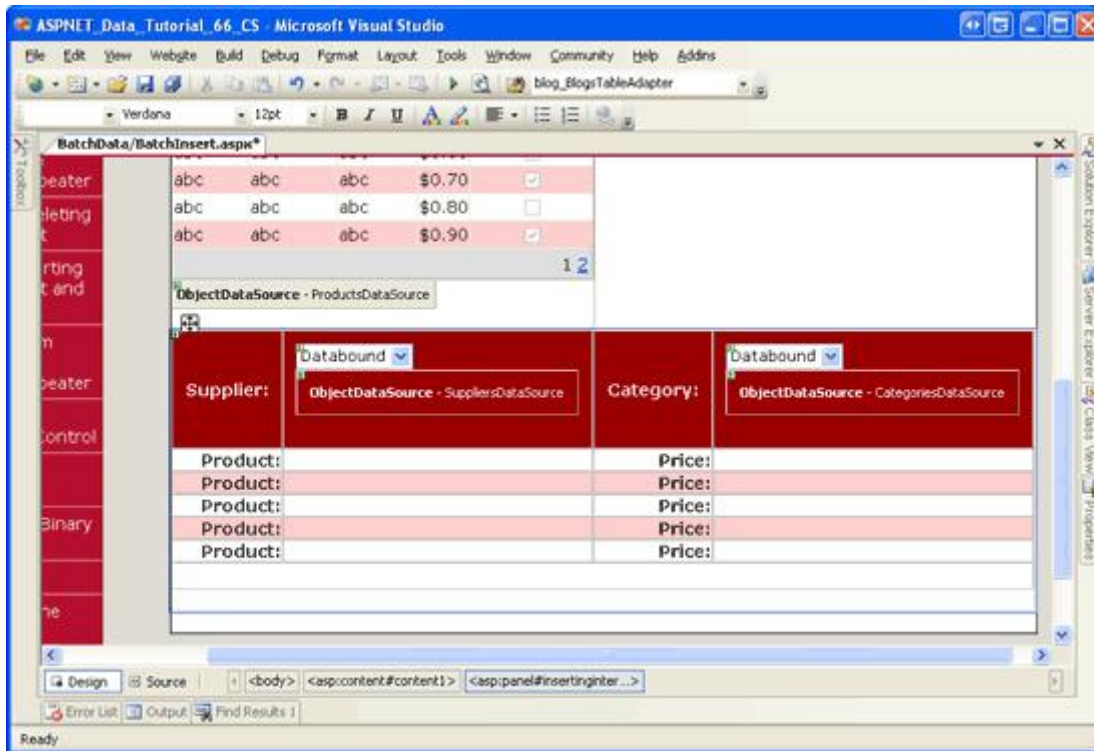 ASPNET_Data_Tutorial_66_CS - Microsoft Visual Studio
File Edit View Website Build Debug Format Layout Tools Window Community Help Addins
blog_BlogsTableAdapter
Verdana 12pt B I U A
BatchData/BatchInsert.aspx*
Toolbox
Solution Explorer
Server Explorer
Class View
Properties
peater abc abc abc $0.70
eleting abc abc abc $0.80
t abc abc abc $0.90
rting 1 2
t and
ObjectDataSource - ProductsDataSource
m
peater
Control
Binary
ne
Supplier: Databound Category: Databound
ObjectDataSource - SuppliersDataSource ObjectDataSource - CategoriesDataSource
Product: Price:
Product: Price:
Product: Price:
Product: Price:
Product: Price:
Design Source <body> <asp:content#content1> <asp:panel#insertinginter...>
Error List Output Find Results 1
Ready